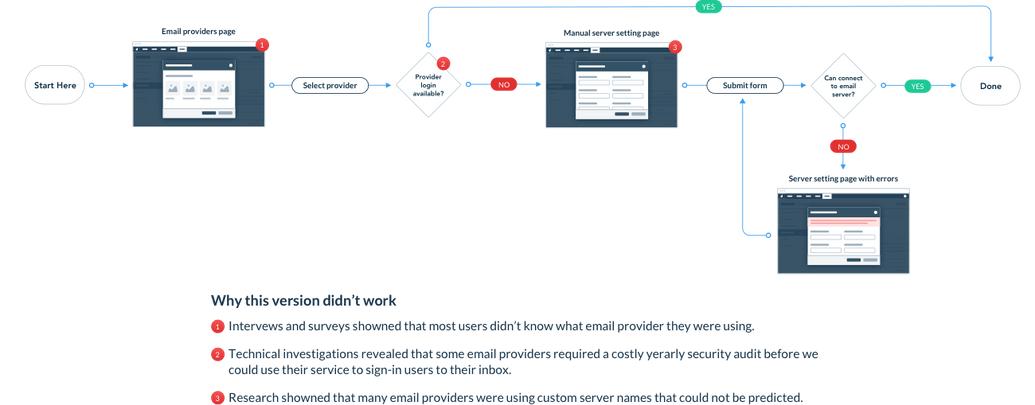 YES
Email providers page
1
Manual server setting page
3
2
Start Here
Select provider
Provider
login
available?
NO
Submit form
Can connect
to email
server?
YES
Done
NO
Server setting page with errors
Why this version didn't work
1 Intervews and surveys showned that most users didn't know what email provider they were using.
2 Technical investigations revealed that some email providers required a costly yerarly security audit before we
could use their service to sign-in users to their inbox.
3 Research showned that many email providers were using custom server names that could not be predicted.